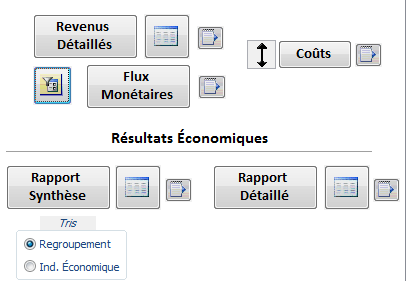 Revenus
Détaillés
Coûts
Flux
Monétaires
Résultats Économiques
Rapport
Synthèse
Rapport
Détaillé
Tris
Regroupement
Ind. Économique